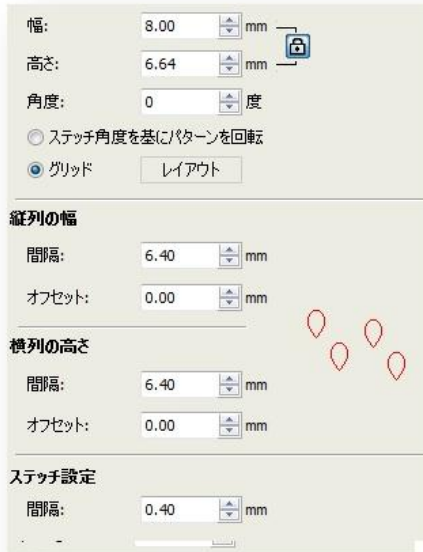 幅: 8.00 mm
高さ: 6.64 mm
角度: 0 度
ステッチ角度を基にパターンを回転
グリッド レイアウト
縦列の幅
間隔: 6.40 mm
オフセット: 0.00 mm
横列の高さ
間隔: 6.40 mm
オフセット: 0.00 mm
ステッチ設定
間隔: 0.40 mm